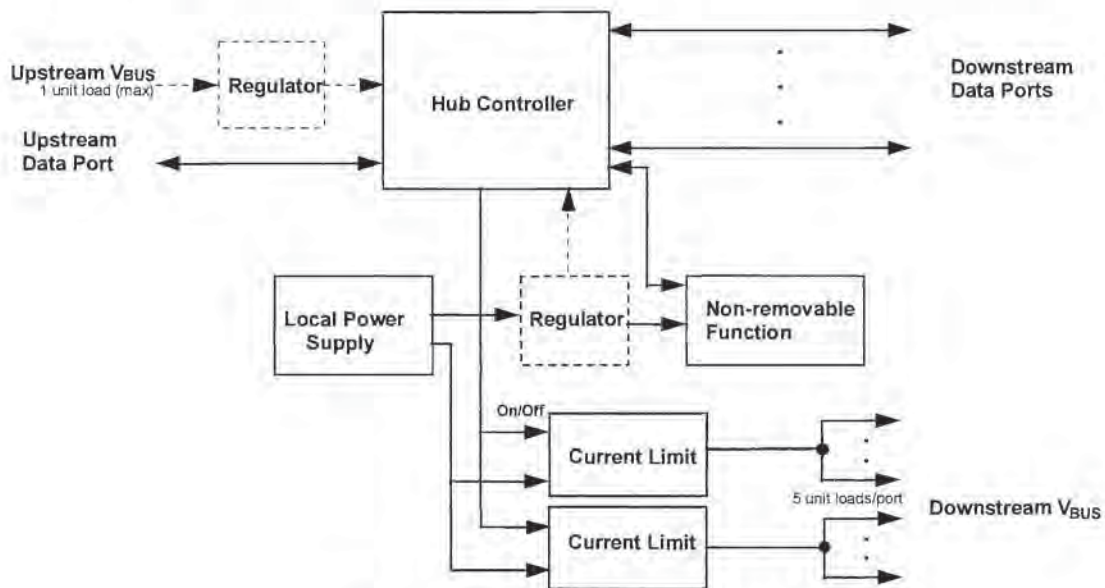 Upstream VBUS
1 unit load (max)
Regulator
Hub Controller
Downstream
Data Ports
Upstream
Data Port
Local Power
Supply
Regulator
Non-removable
Function
On/Off
Current Limit
5 unit loads/port
Downstream VBUS
Current Limit